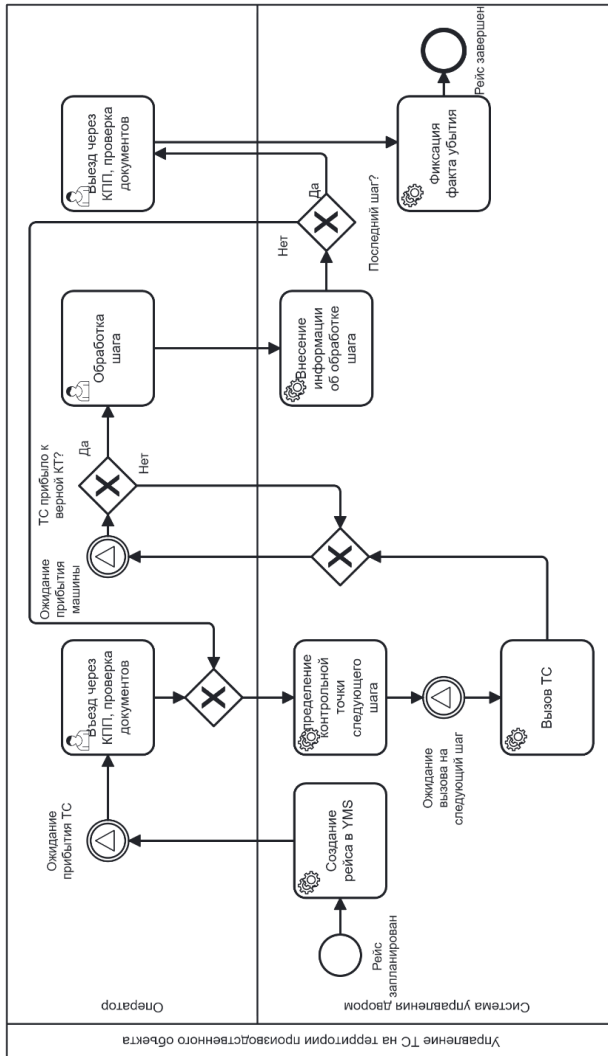 Управление ТС на территории производственного объекта
Оператор
Система управления двором
Рейс
запланирован
Создание
рейса в YMS
Ожидание
прибытия ТС
Въезд через
КПП, проверка
документов
пределение
контрольной
точки
следующего
шага
Ожидание
вызова на
следующий шаг
Вызов ТС
Ожидание
прибытия
машины
ТС прибыло к
верной КТ?
Да
Нет
Обработка
шага
Внесение
информации
об обработке
шага
Последний шаг?
Нет
Да
Выезд через
КПП, проверка
документов
Фиксация
факта убытия
Рейс завершен